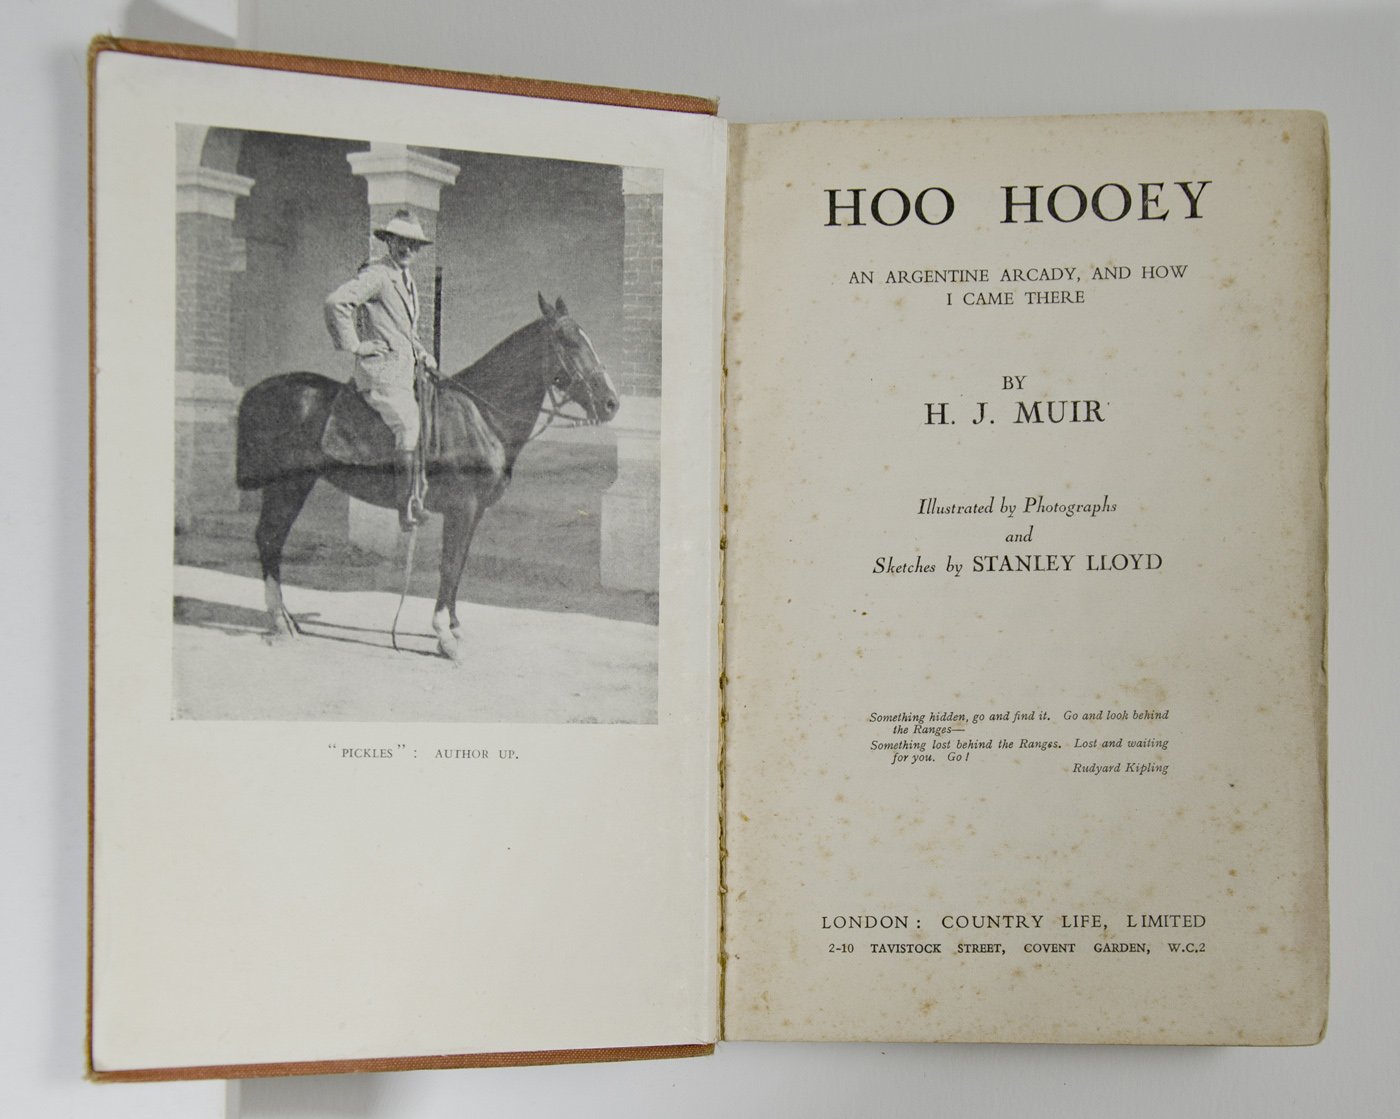 "PICKLES": AUTHOR UP.
HOO HOOEY
AN ARGENTINE ARCADY, AND HOW
I CAME THERE
BY
H. J. MUIR
Illustrated by Photographs
and
Sketches by STANLEY LLOYD
Something hidden, go and find it. Go and look behind
the Ranges—
Something lost behind the Ranges. Lost and waiting
for you. Go!
Rudyard Kipling
LONDON: COUNTRY LIFE, LIMITED
2-10 TAVISTOCK STREET, COVENT GARDEN, W.C.2